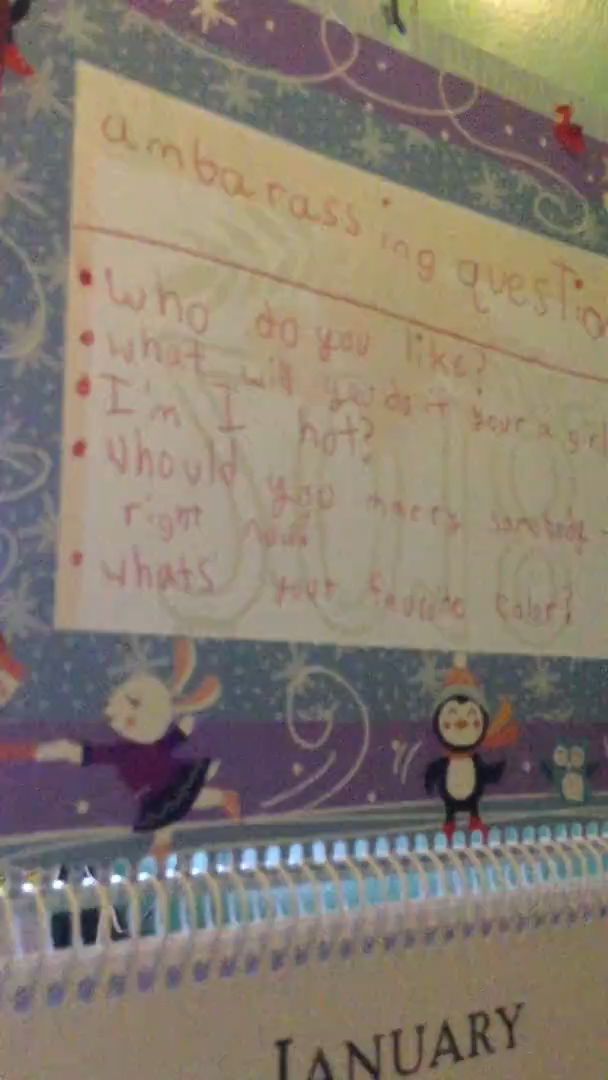 ambarassing questio
• who do you like?
• what will you do if your a girl
• I'm I hot?
• whould you marry somebody
right now
• whats your favorite color?
JANUARY